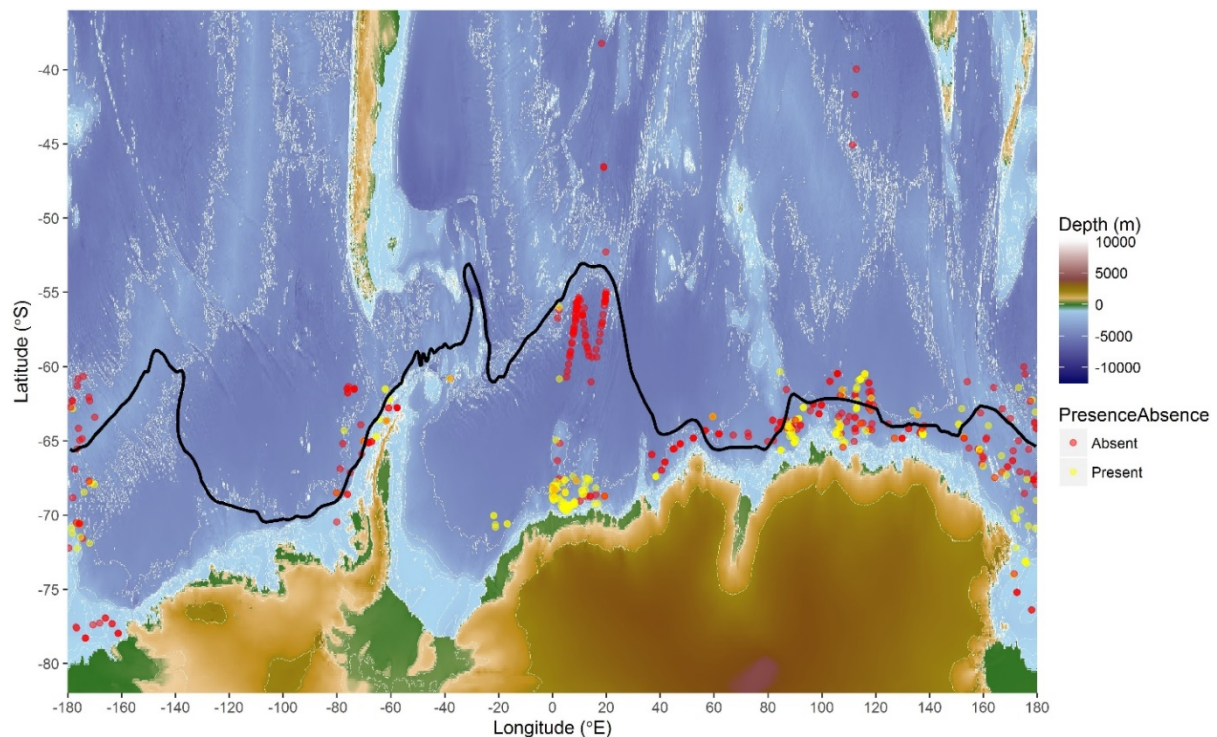 -40
-45
-50
-55
-60
-65
-70
-75
-80
Latitude (°S)
-180 -160 -140 -120 -100 -80 -60 -40 -20 0 20 40 60 80 100 120 140 160 180
Longitude (°E)
Depth (m)
10000
5000
0
-5000
-10000
PresenceAbsence
Absent
Present